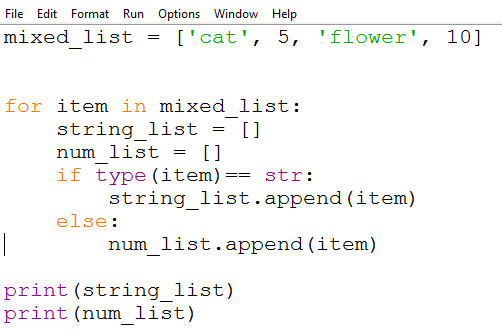 File Edit Format Run Options Window Help
mixed_list = ['cat', 5, 'flower', 10]
for item in mixed_list:
    string_list = []
    num_list = []
    if type(item)== str:
        string_list.append(item)
    else:
        num_list.append(item)
print(string_list)
print(num_list)